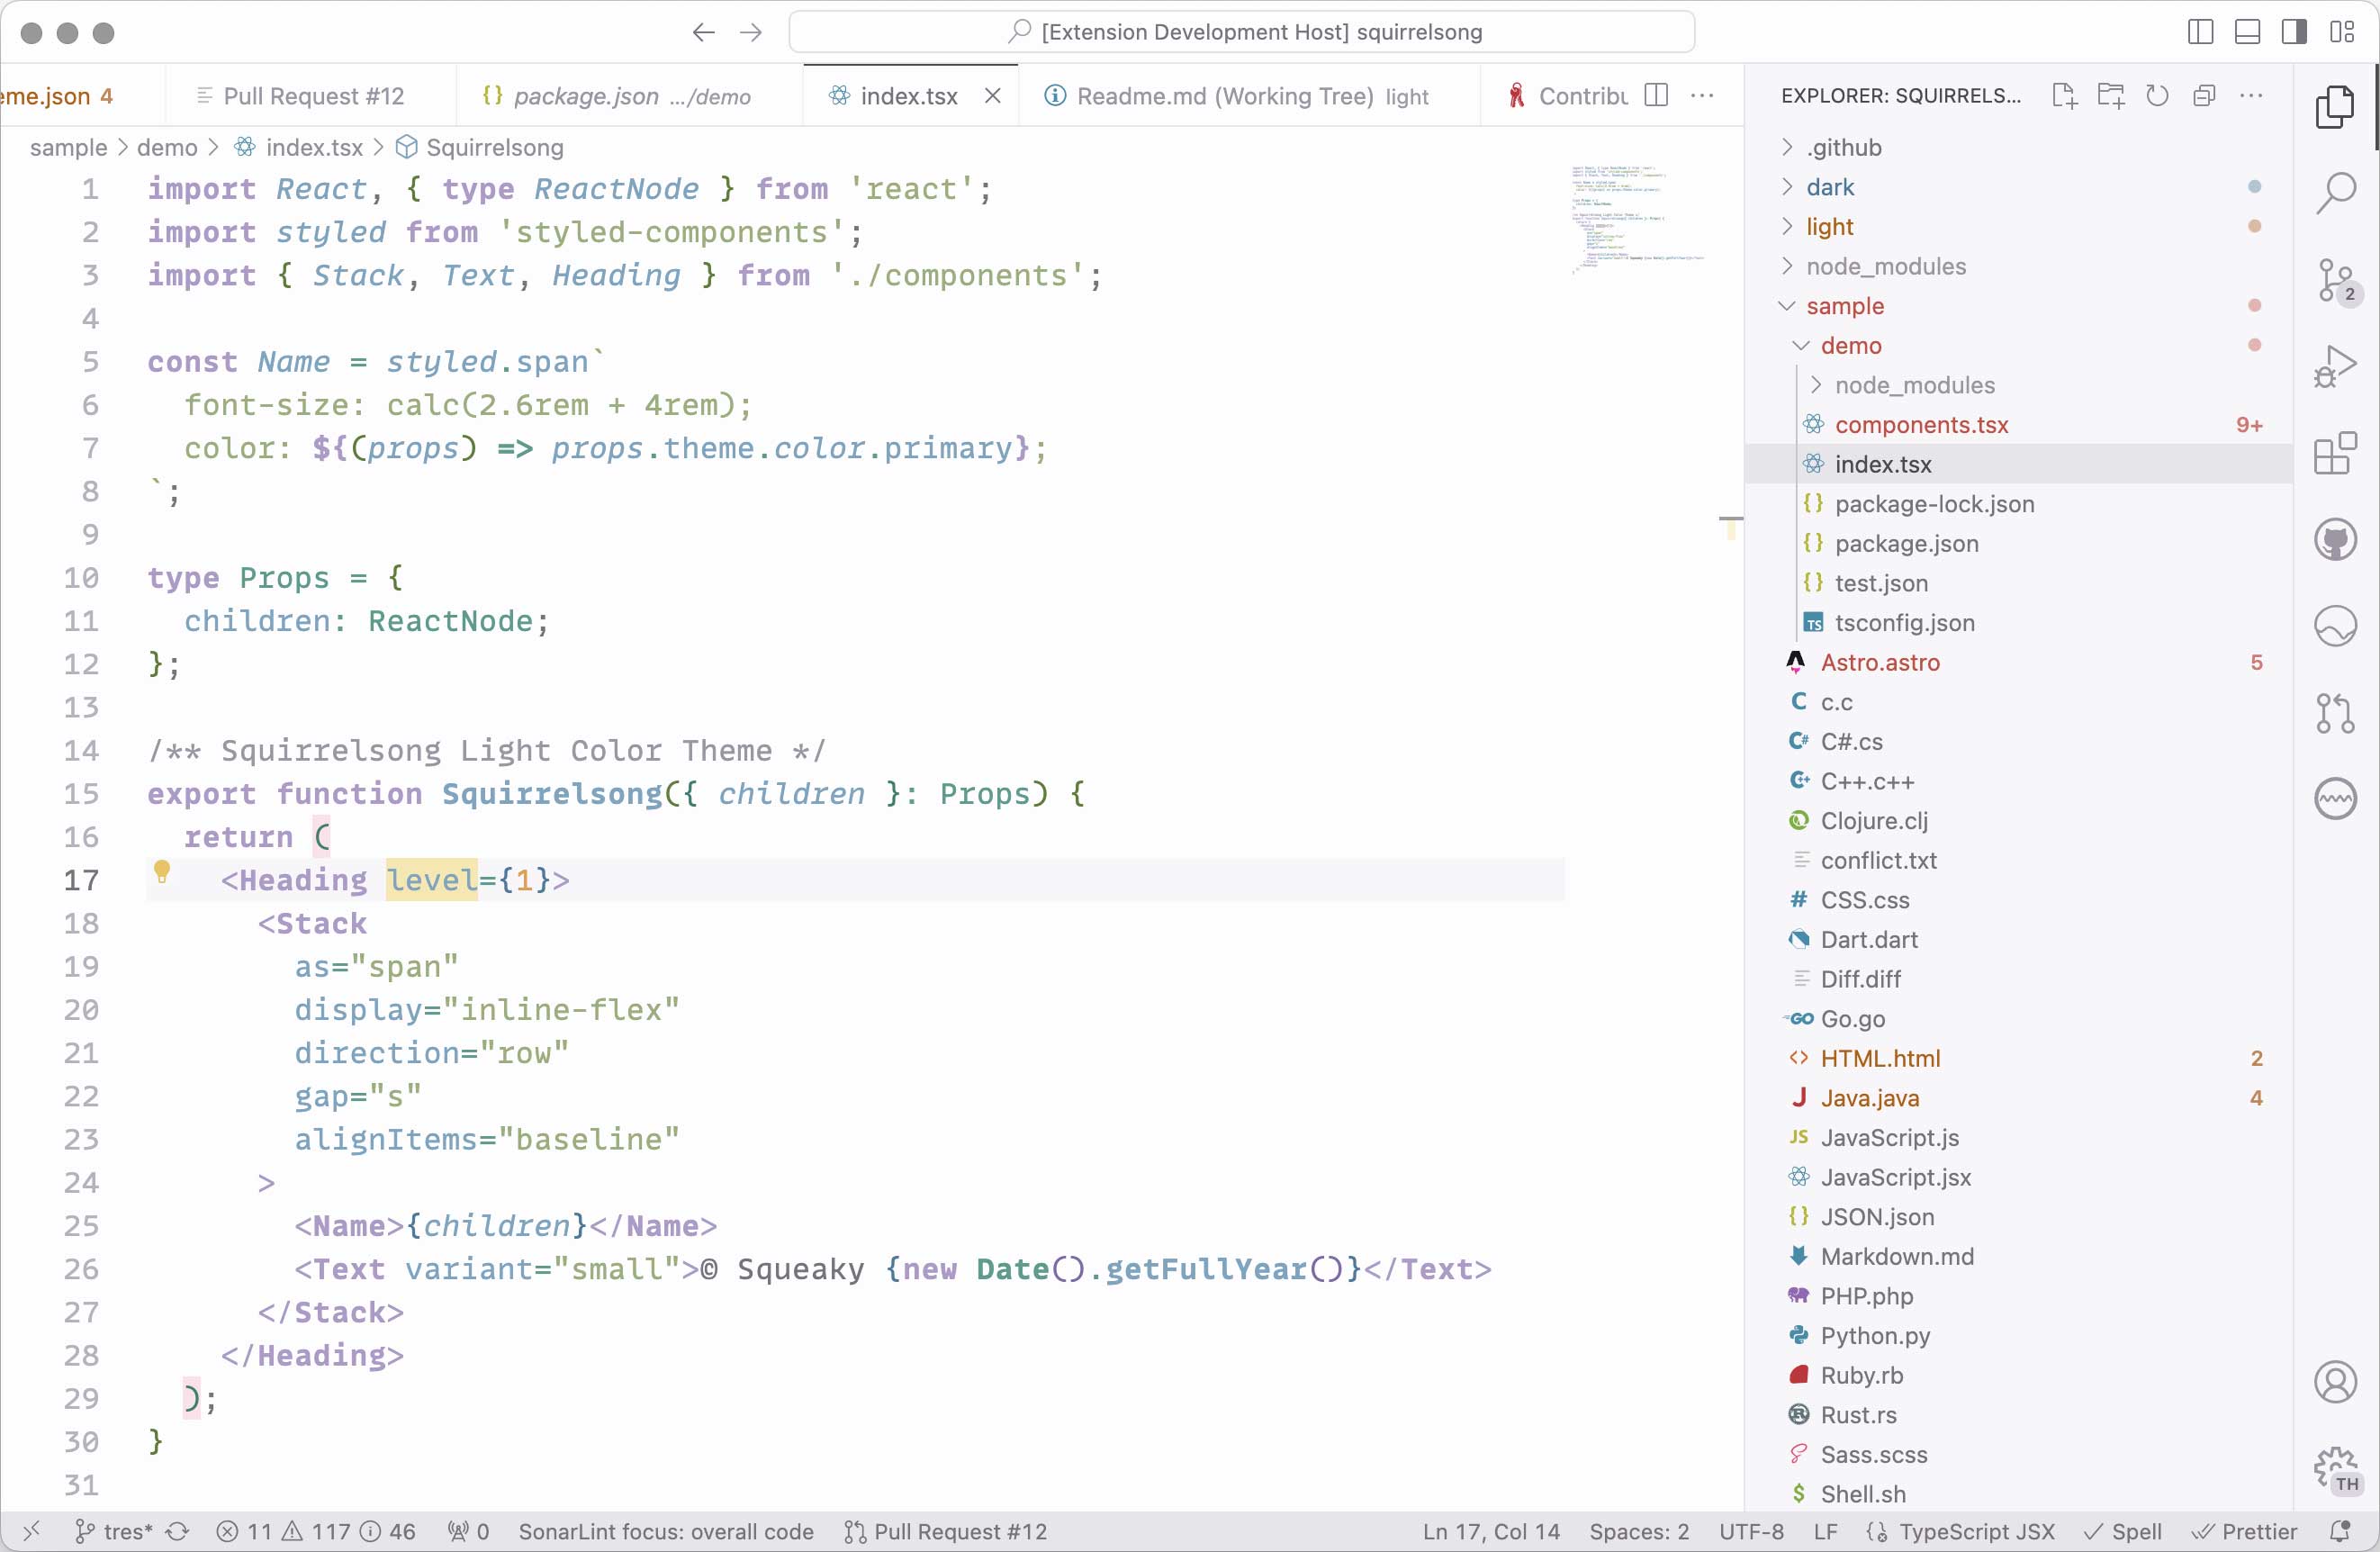 [Extension Development Host] squirrelsong
eme.json 4
Pull Request #12
{} package.json .../demo
index.tsx
Readme.md (Working Tree) light
Contribu
sample > demo > index.tsx > Squirrelsong
1 import React, { type ReactNode } from 'react';
2 import styled from 'styled-components';
3 import { Stack, Text, Heading } from './components';
4
5 const Name = styled.span`
6   font-size: calc(2.6rem + 4rem);
7   color: ${(props) => props.theme.color.primary};
8 `;
9
10 type Props = {
11   children: ReactNode;
12 };
13
14 /** Squirrelsong Light Color Theme */
15 export function Squirrelsong({ children }: Props) {
16   return (
17     <Heading level={1}>
18       <Stack
19         as="span"
20         display="inline-flex"
21         direction="row"
22         gap="s"
23         alignItems="baseline"
24       >
25         <Name>{children}</Name>
26         <Text variant="small">© Squeaky {new Date().getFullYear()}</Text>
27       </Stack>
28     </Heading>
29   );
30 }
31
EXPLORER: SQUIRRELS...
.github
dark
light
node_modules
sample
demo
node_modules
components.tsx 9+
index.tsx
{} package-lock.json
{} package.json
{} test.json
TS tsconfig.json
Astro.astro 5
C c.c
C# C#.cs
C++ C++.c++
Clojure.clj
conflict.txt
# CSS.css
Dart.dart
Diff.diff
GO Go.go
<> HTML.html 2
J Java.java 4
JS JavaScript.js
JavaScript.jsx
{} JSON.json
Markdown.md
PHP.php
Python.py
Ruby.rb
R Rust.rs
Sass.scss
$ Shell.sh
2
TH
tres* 11 117 46 0 SonarLint focus: overall code Pull Request #12 Ln 17, Col 14 Spaces: 2 UTF-8 LF TypeScript JSX Spell Prettier